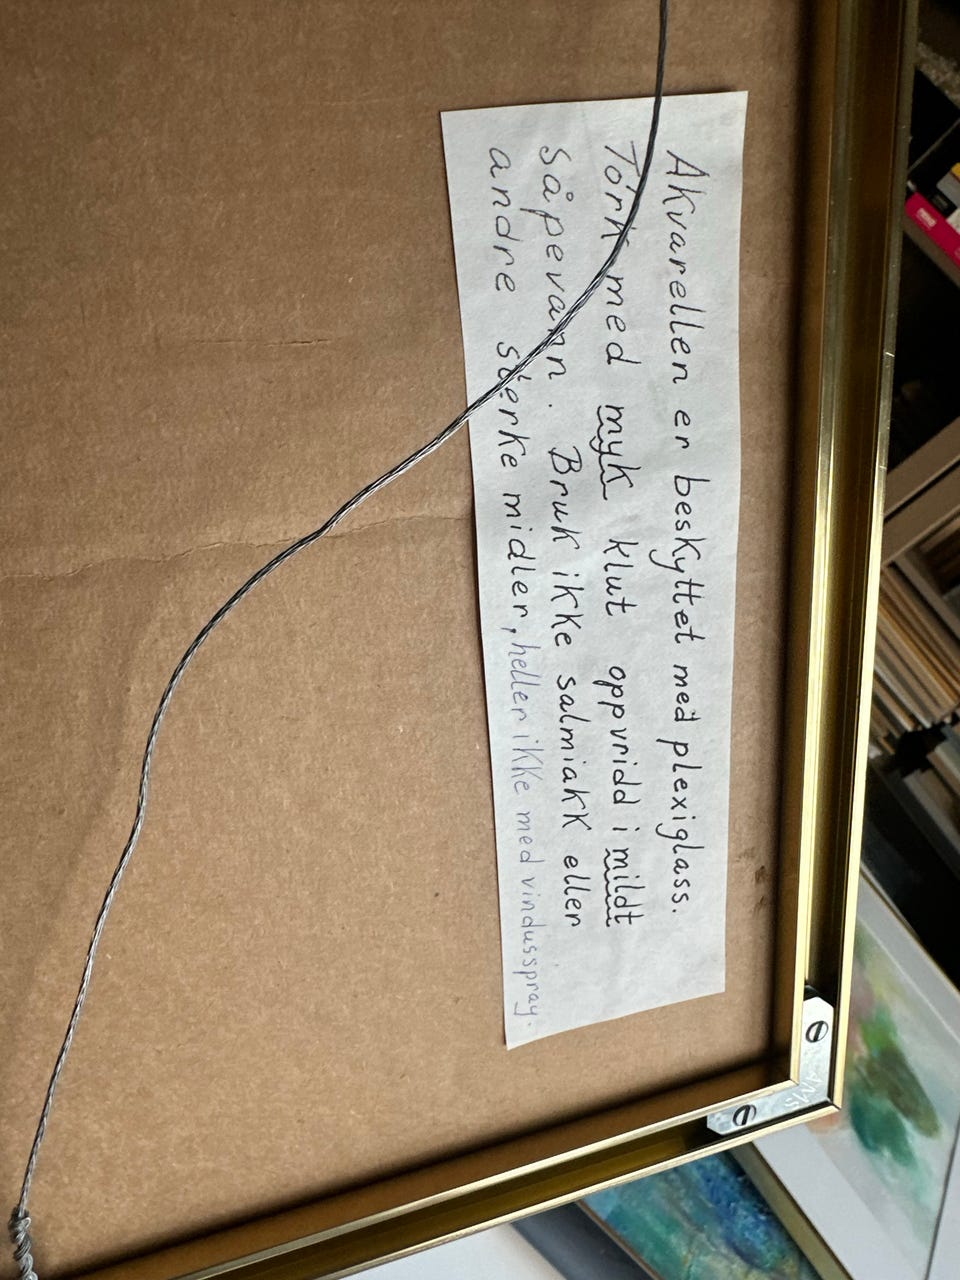 Akvarellen er beskyttet med plexiglass.
Tørk med myk klut oppvridd i mildt
såpevann. Bruk ikke salmiakk eller
andre sterke midler, heller ikke med vindusspray.